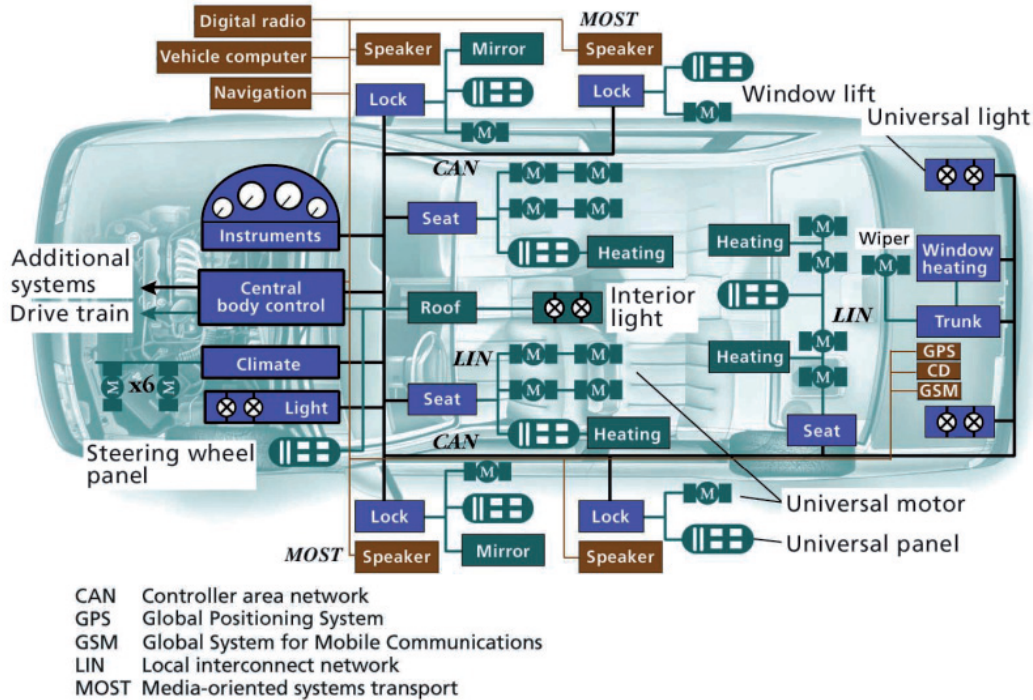 Digital radio
MOST
Vehicle computer
Speaker
Mirror
Speaker
Navigation
Lock
Lock
M
M
Window lift
Universal light
CAN
M M
Seat
M M
Instruments
Heating
Heating
M
M
Wiper
M
Window
heating
Additional
systems
Drive train
Central
body control
Roof
Interior
light
LIN
Trunk
Climate
LIN
M M
Heating
M
M
GPS
CD
GSM
M x6 M
Light
Seat
M M
Heating
CAN
Seat
Steering wheel
panel
M
Lock
Lock
M
Universal motor
MOST
Speaker
Mirror
Speaker
Universal panel
CAN Controller area network
GPS Global Positioning System
GSM Global System for Mobile Communications
LIN Local interconnect network
MOST Media-oriented systems transport